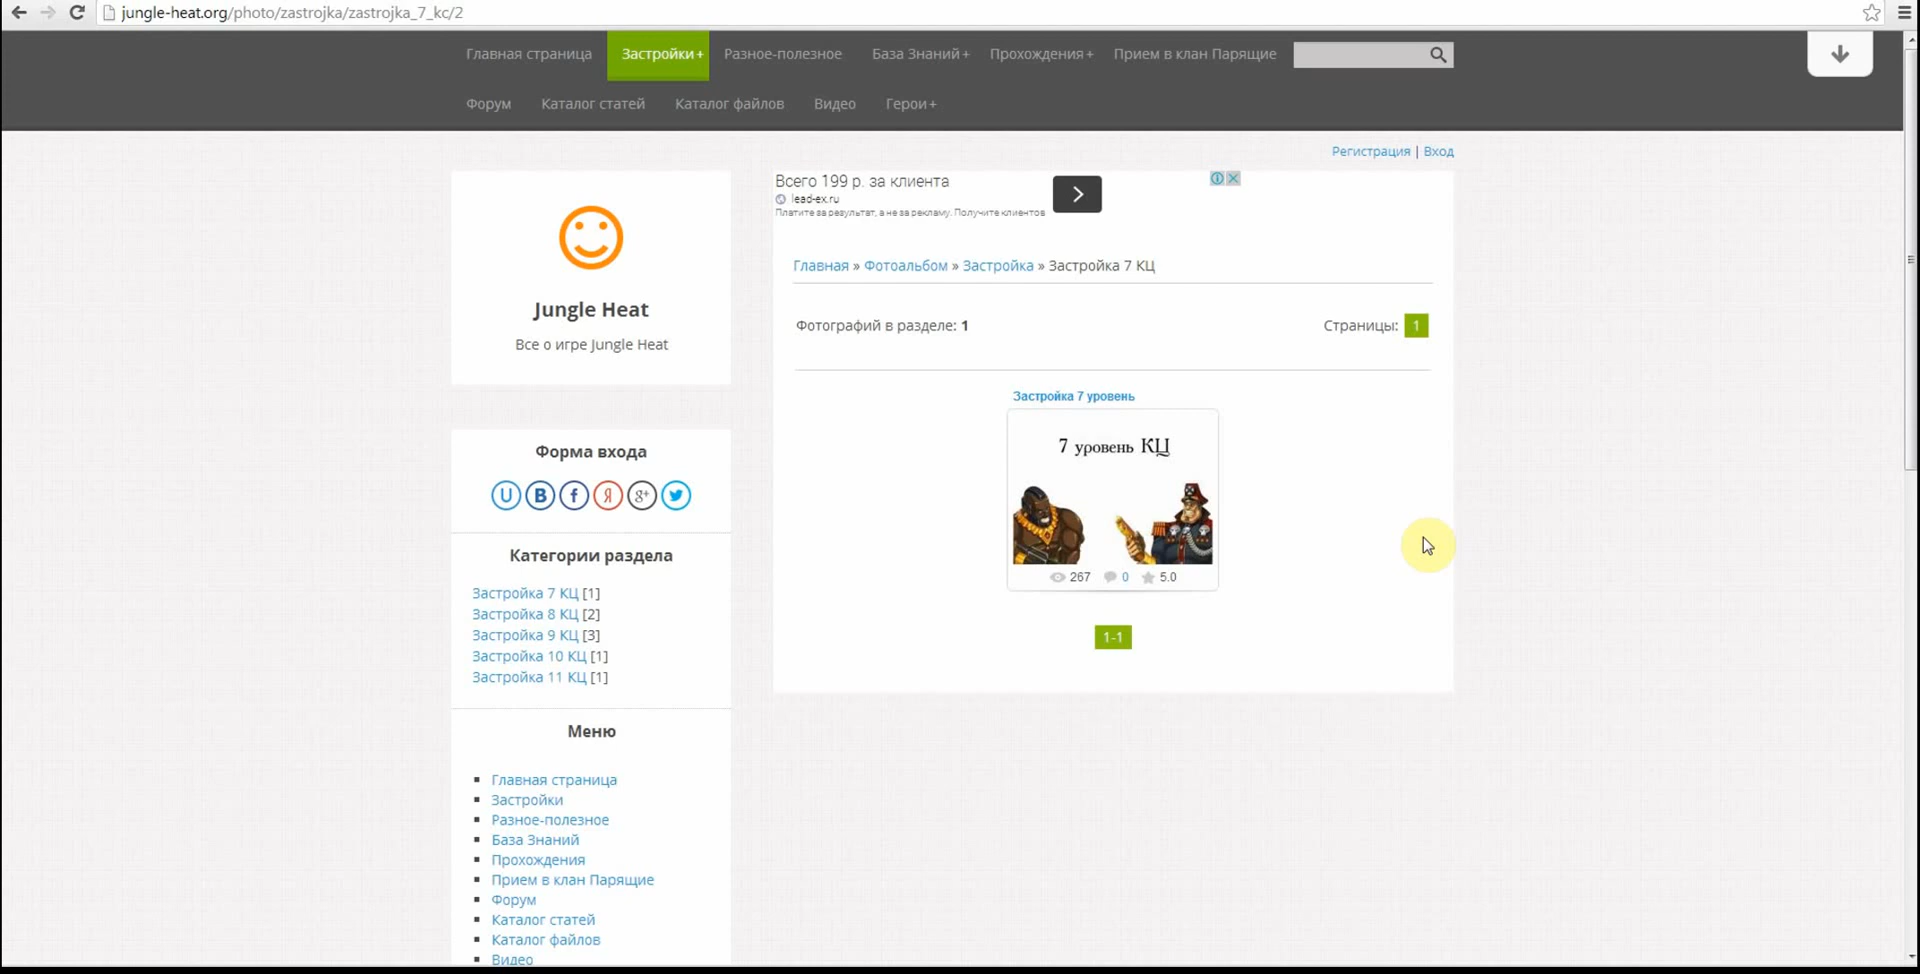 jungle-heat.org/photo/zastrojka/zastrojka_7_kc/2
Главная страница Застройки+ Разное-полезное База Знаний+ Прохождения+ Прием в клан Парящие
Форум Каталог статей Каталог файлов Видео Герои+
Регистрация | Вход
Jungle Heat
Все о игре Jungle Heat
Форма входа
U B f Я g+
Категории раздела
Застройка 7 КЦ [1]
Застройка 8 КЦ [2]
Застройка 9 КЦ [3]
Застройка 10 КЦ [1]
Застройка 11 КЦ [1]
Меню
Главная страница
Застройки
Разное-полезное
База Знаний
Прохождения
Прием в клан Парящие
Форум
Каталог статей
Каталог файлов
Видео
Всего 199 р. за клиента
lead-ex.ru
Платите за результат, а не за рекламу. Получите клиентов
Главная » Фотоальбом » Застройка » Застройка 7 КЦ
Фотографий в разделе: 1 Страницы: 1
Застройка 7 уровень
7 уровень КЦ
267 0 5.0
1-1